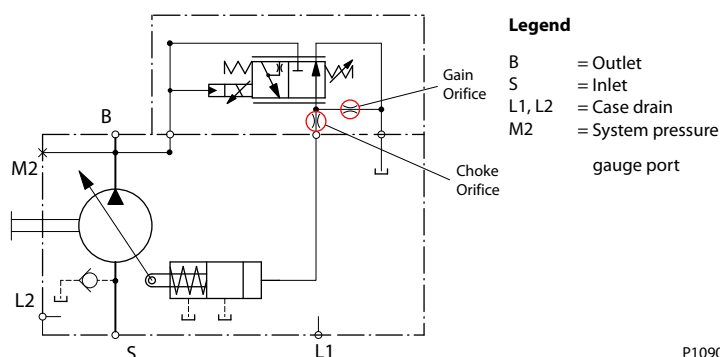 Legend
B = Outlet
S = Inlet
L1, L2 = Case drain
M2 = System pressure
gauge port
Gain
Orifice
Choke
Orifice
B
M2
L2
S
L1
P1090